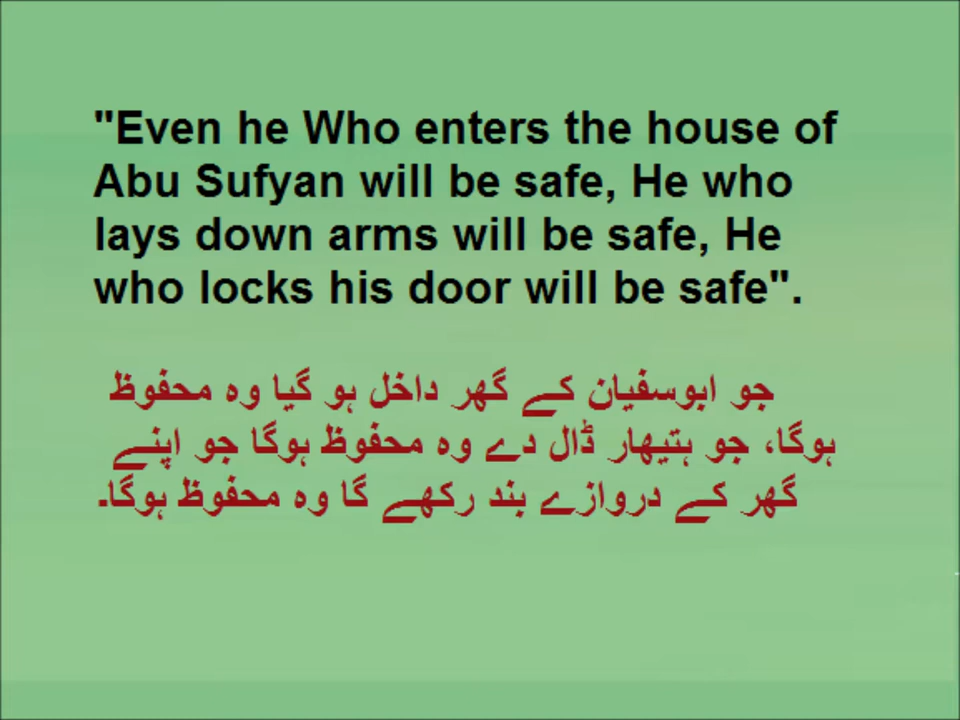 "Even he Who enters the house of
Abu Sufyan will be safe, He who
lays down arms will be safe, He
who locks his door will be safe".
جو ابوسفیان کے گھر داخل ہو گیا وہ محفوظ
ہوگا، جو ہتیھار ڈال دے وہ محفوظ ہوگا جو اپنے
گھر کے دروازے بند رکھے گا وہ محفوظ ہوگا۔